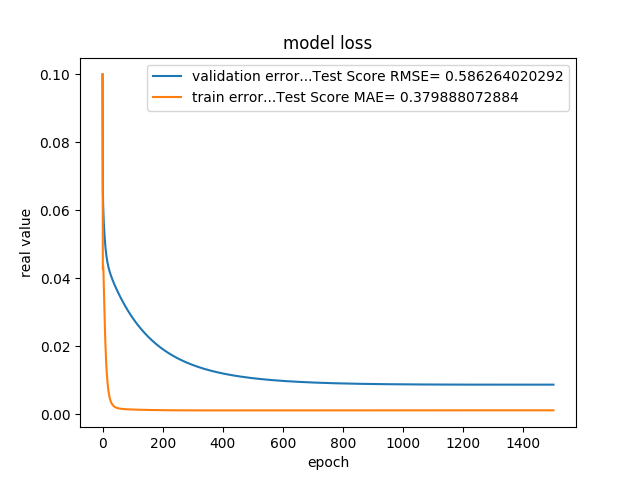 model loss
validation error...Test Score RMSE= 0.586264020292
train error...Test Score MAE= 0.379888072884
0.10
0.08
0.06
0.04
0.02
0.00
real value
0 200 400 600 800 1000 1200 1400
epoch